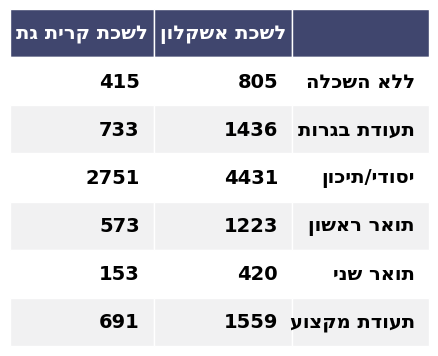 לשכת אשקלון לשכת קרית גת
ללא השכלה 805 415
תעודת בגרות 1436 733
יסודי/תיכון 4431 2751
תואר ראשון 1223 573
תואר שני 420 153
תעודת מקצוע 1559 691